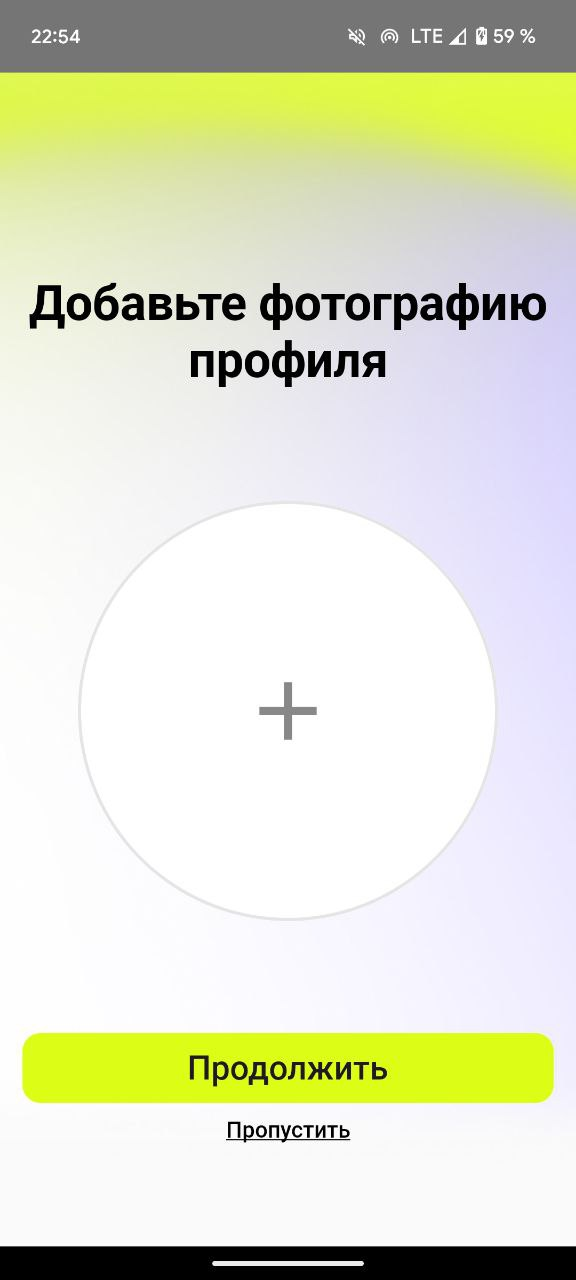 22:54 LTE 59 %
Добавьте фотографию
профиля
Продолжить
Пропустить